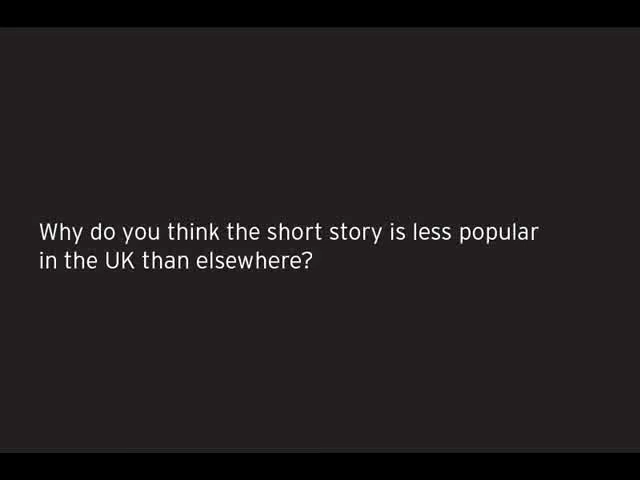 Why do you think the short story is less popular
in the UK than elsewhere?